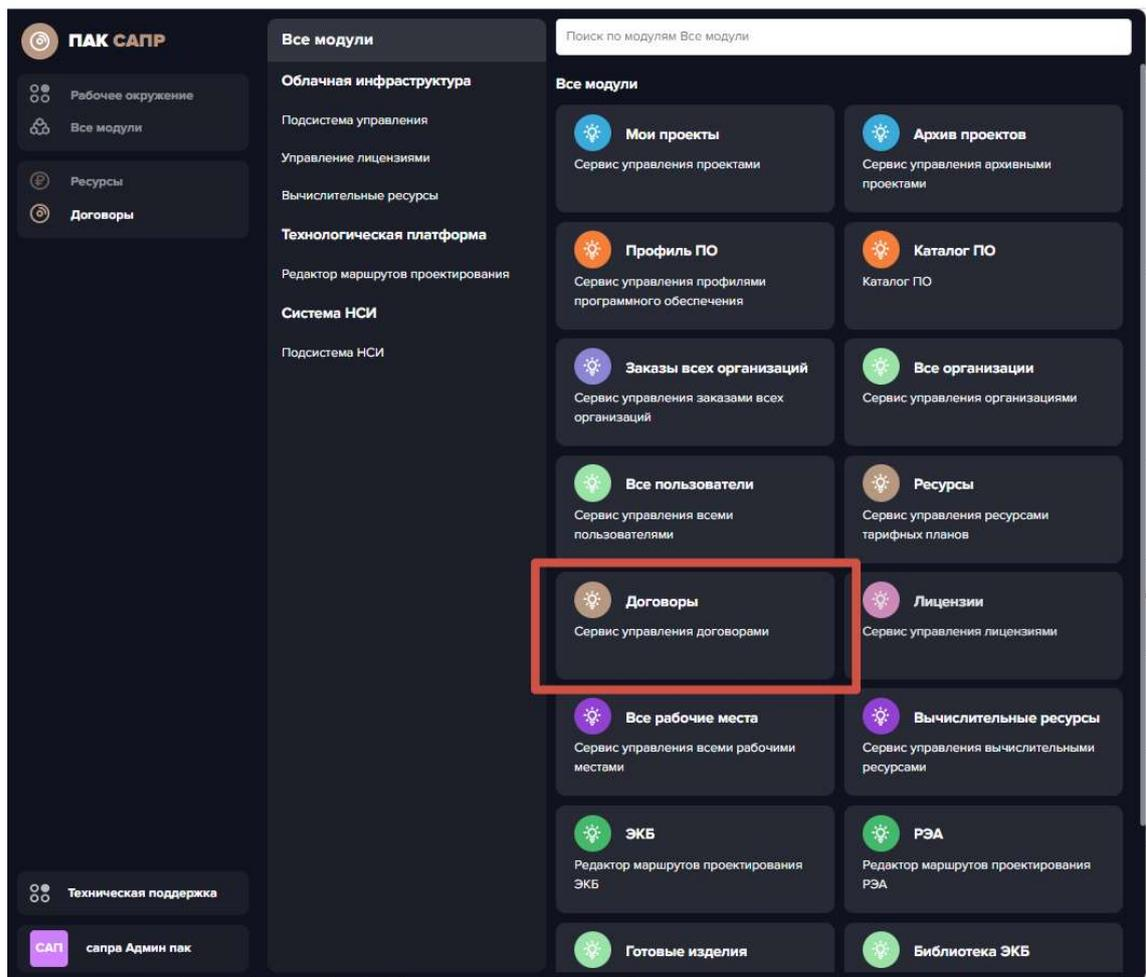 ПАК САПР
Рабочее окружение
Все модули
Ресурсы
Договоры
Техническая поддержка
САП
сапра Админ пак
Все модули
Облачная инфраструктура
Подсистема управления
Управление лицензиями
Вычислительные ресурсы
Технологическая платформа
Редактор маршрутов проектирования
Система НСИ
Подсистема НСИ
Поиск по модулям Все модули
Все модули
Мои проекты
Сервис управления проектами
Архив проектов
Сервис управления архивными
проектами
Профиль ПО
Сервис управления профилями
программного обеспечения
Каталог ПО
Каталог ПО
Заказы всех организаций
Сервис управления заказами всех
организаций
Все организации
Сервис управления организациями
Все пользователи
Сервис управления всеми
пользователями
Ресурсы
Сервис управления ресурсами
тарифных планов
Договоры
Сервис управления договорами
Лицензии
Сервис управления лицензиями
Все рабочие места
Сервис управления всеми рабочими
местами
Вычислительные ресурсы
Сервис управления вычислительными
ресурсами
ЭКБ
Редактор маршрутов проектирования
ЭКБ
РЭА
Редактор маршрутов проектирования
РЭА
Готовые изделия
Библиотека ЭКБ